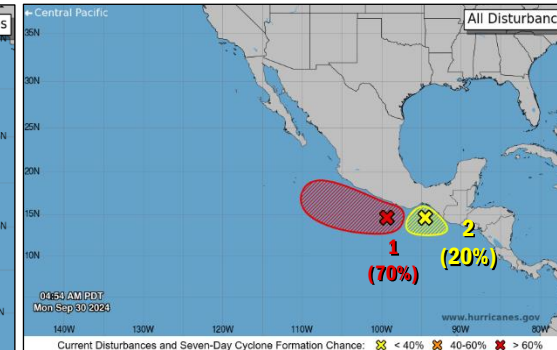 s
← Central Pacific
All Disturbanc
35N
30N
25N
20N
15N
10N
1
(70%)
2
(20%)
04:54 AM PDT
Mon Sep 30 2024
www.hurricanes.gov
140W 130W 120W 110W 100W 90W 80W
Current Disturbances and Seven-Day Cyclone Formation Chance: < 40% 40-60% > 60%